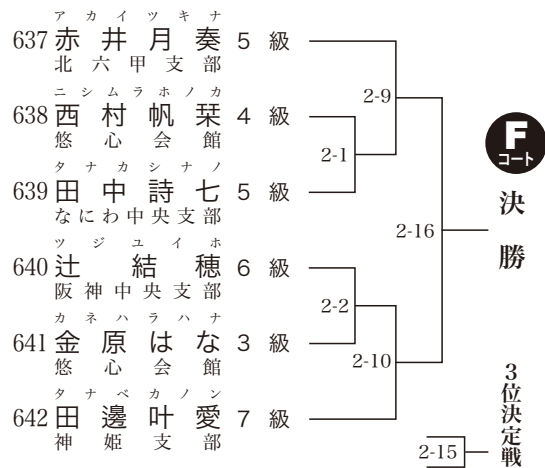 アカイツキナ
637 赤井月奏 5級
北六甲支部
ニシムラホノカ
638 西村帆栞 4級
悠心会館
タナカシナノ
639 田中詩七 5級
なにわ中央支部
ツジユイホ
640 辻結穂 6級
阪神中央支部
カネハラハナ
641 金原はな 3級
悠心会館
タナベカノン
642 田邊叶愛 7級
神姫支部
2-9
2-1
2-16
2-2
2-10
2-15
F
コート
決勝
3位決定戦